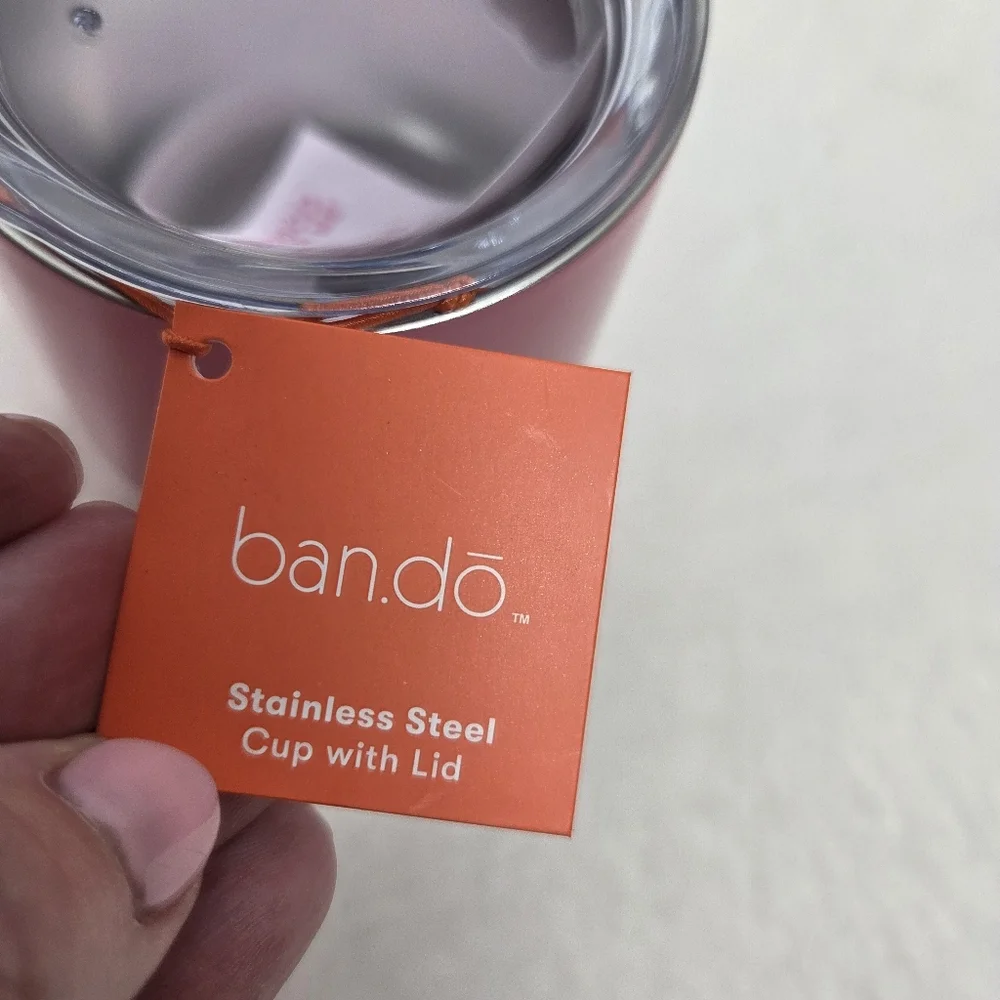 ban.dō™
Stainless Steel
Cup with Lid